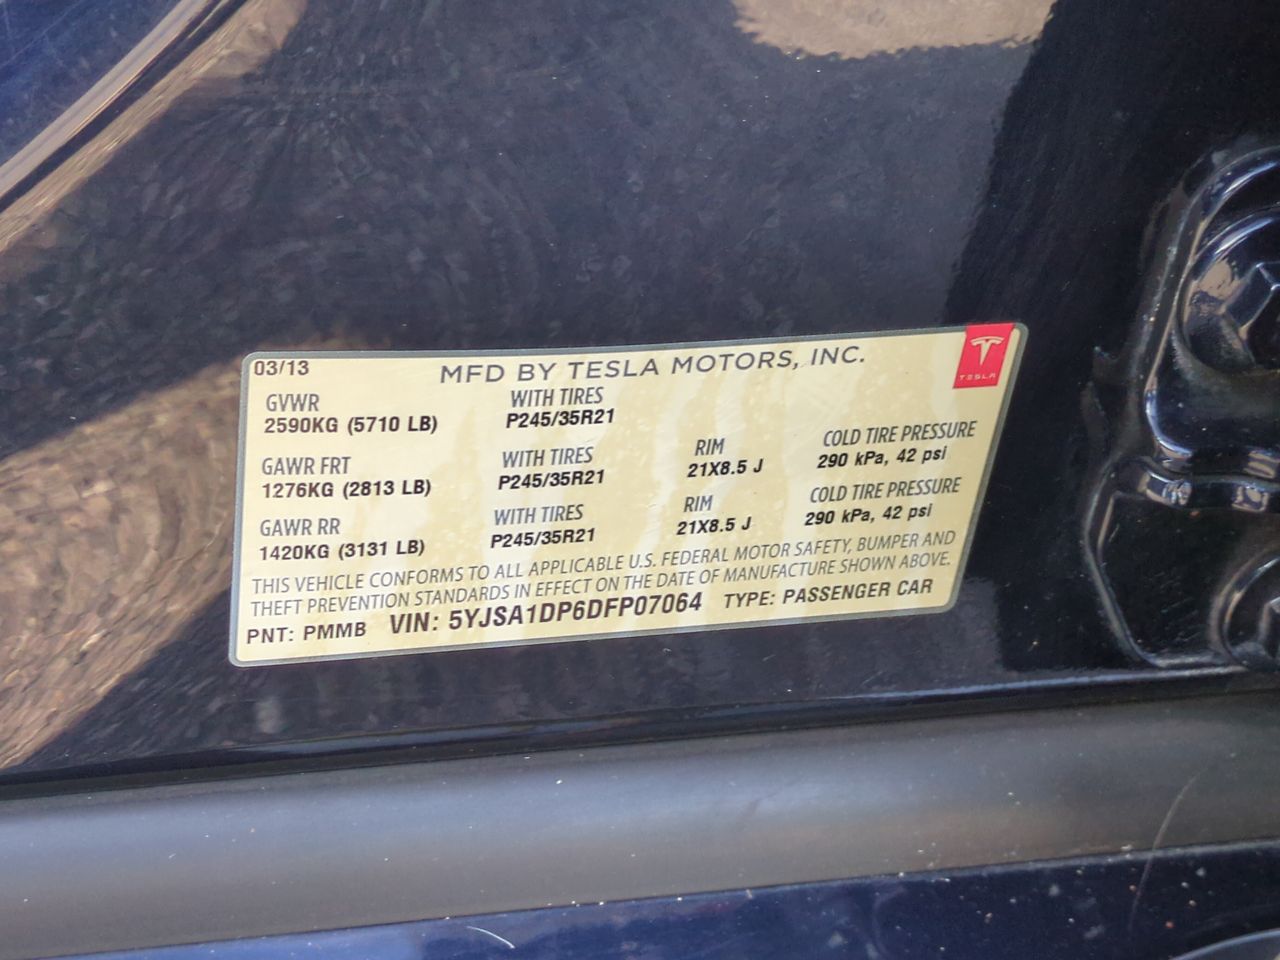 03/13 MFD BY TESLA MOTORS, INC. TESLA
GVWR WITH TIRES
2590KG (5710 LB) P245/35R21
GAWR FRT WITH TIRES RIM COLD TIRE PRESSURE
1276KG (2813 LB) P245/35R21 21X8.5 J 290 kPa, 42 psi
GAWR RR WITH TIRES RIM COLD TIRE PRESSURE
1420KG (3131 LB) P245/35R21 21X8.5 J 290 kPa, 42 psi
THIS VEHICLE CONFORMS TO ALL APPLICABLE U.S. FEDERAL MOTOR SAFETY, BUMPER AND
THEFT PREVENTION STANDARDS IN EFFECT ON THE DATE OF MANUFACTURE SHOWN ABOVE.
PNT: PMMB VIN: 5YJSA1DP6DFP07064 TYPE: PASSENGER CAR